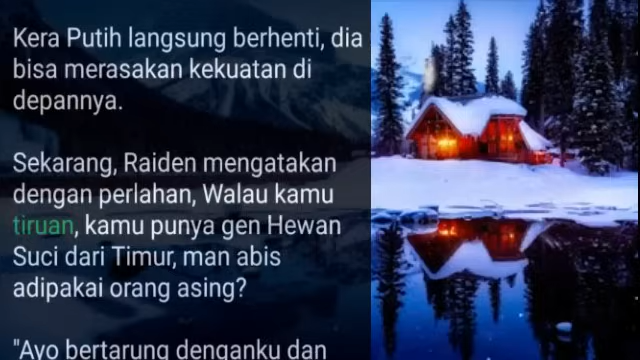 Kera Putih langsung berhenti, dia
bisa merasakan kekuatan di
depannya.
Sekarang, Raiden mengatakan
dengan perlahan, Walau kamu
tiruan, kamu punya gen Hewan
Suci dari Timur, man abis
adipakai orang asing?
"Ayo bertarung denganku dan